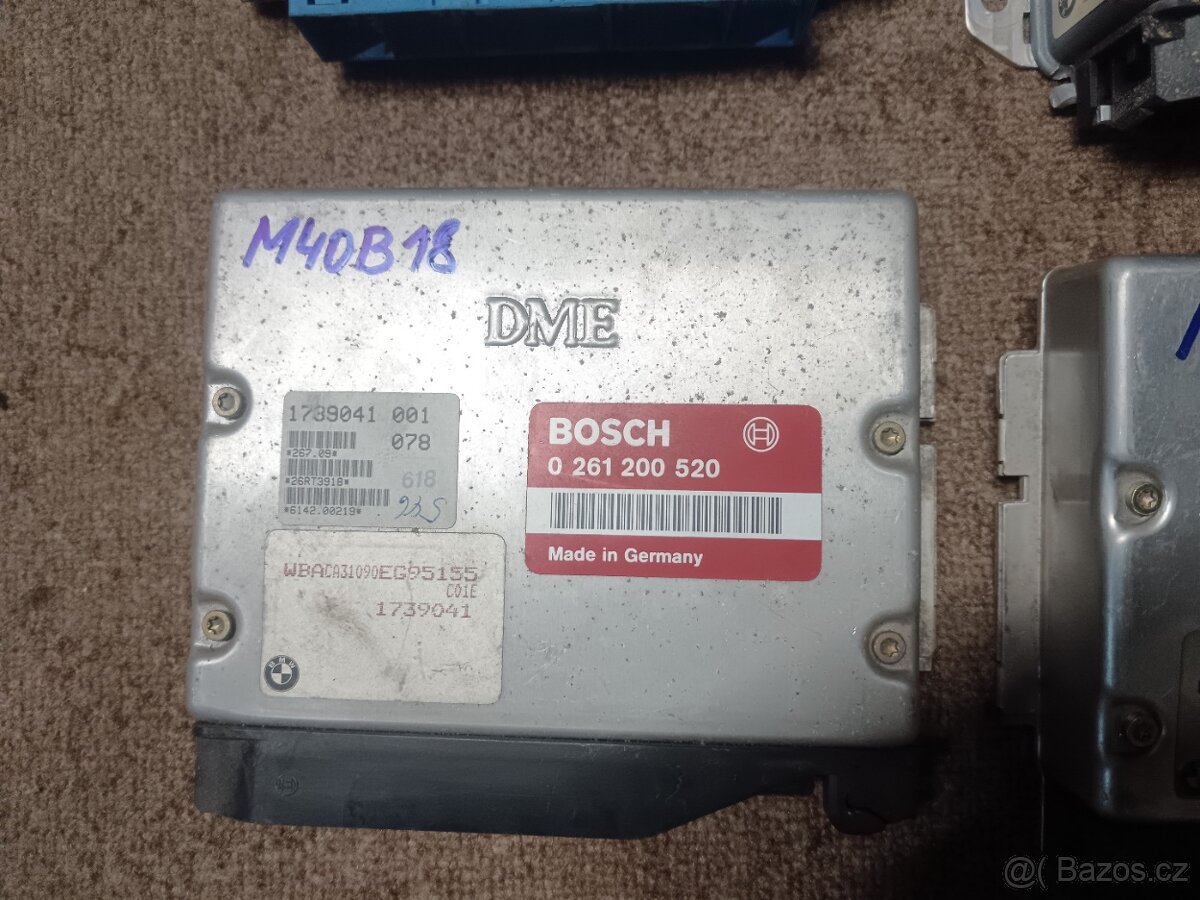 M40B18
DME
1739041 001
078
*267.09*
*26RT3918*
618
*6142.00219*
BOSCH
0 261 200 520
Made in Germany
WBACA31090EG95155
C01E
1739041
BMW
@( Bazos.cz